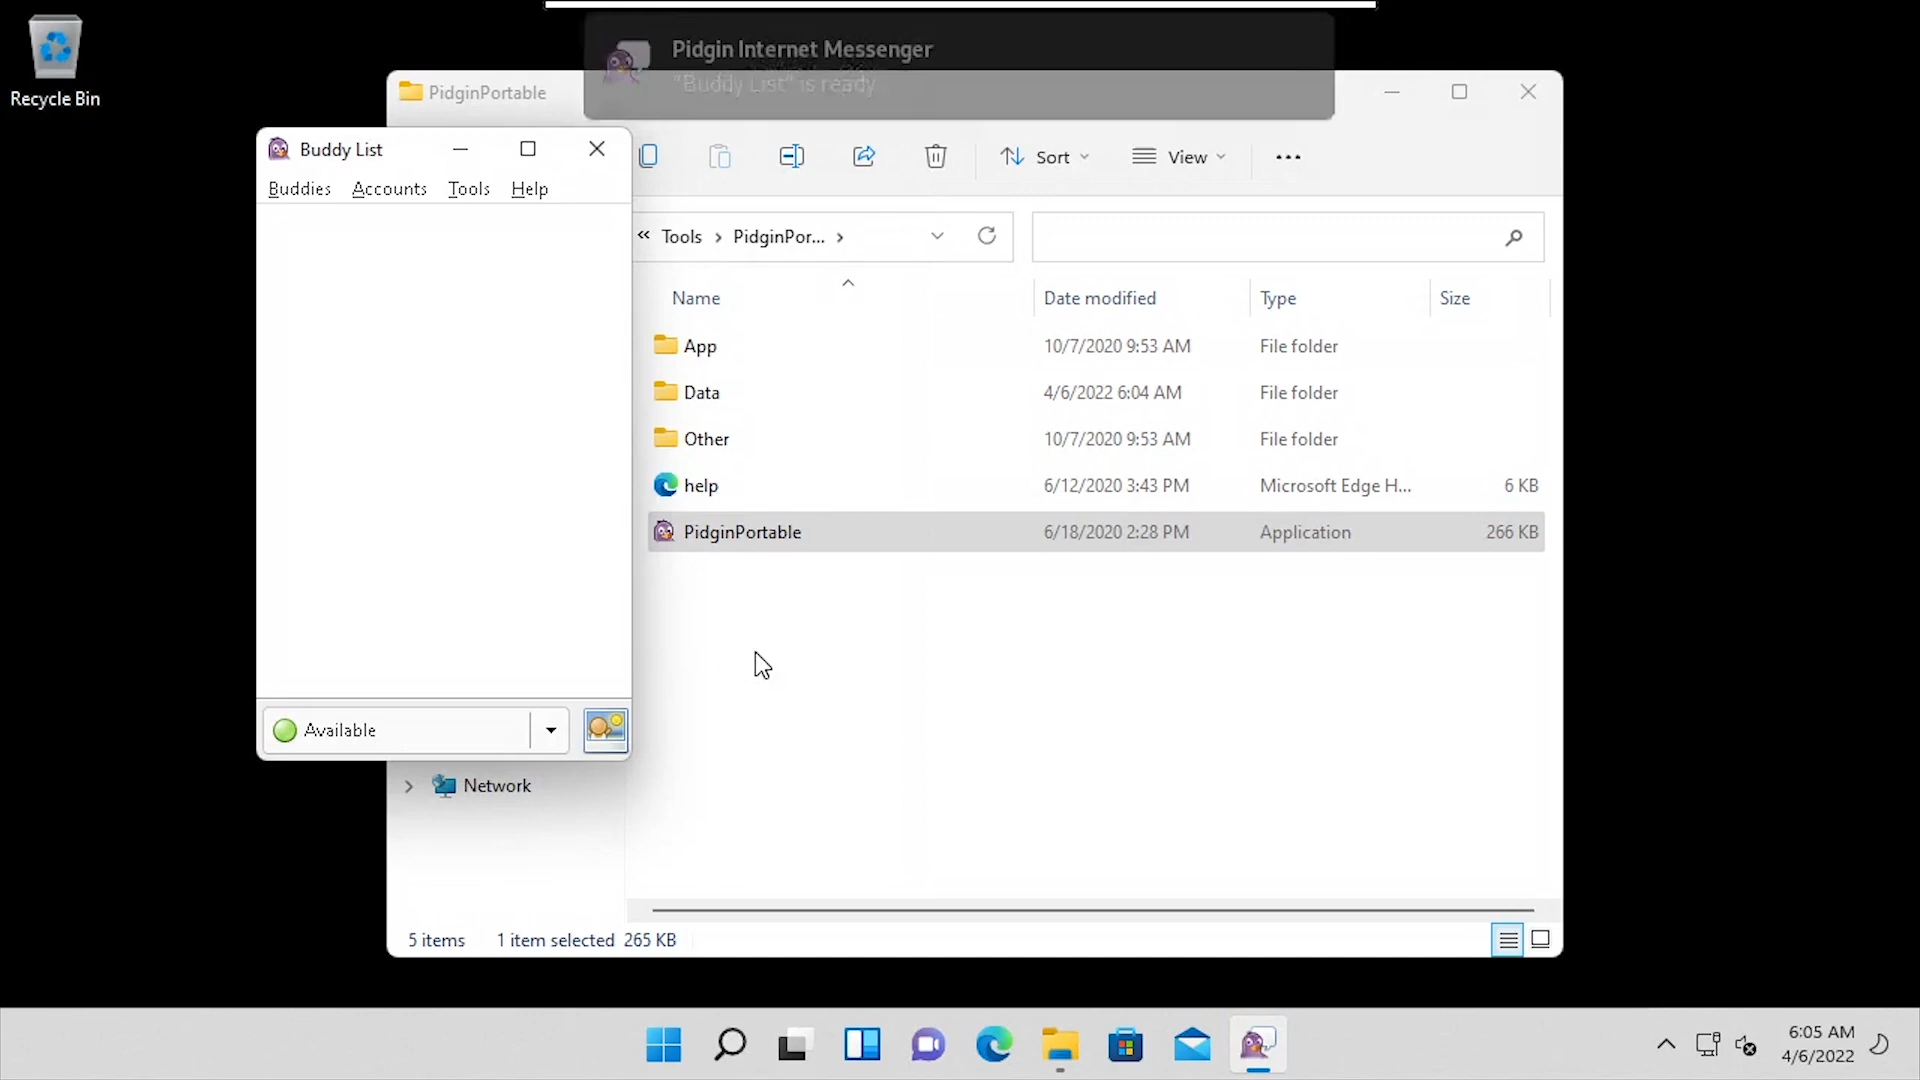 Recycle Bin
Pidgin Internet Messenger
"Buddy List" is ready
PidginPortable
Buddy List
Buddies Accounts Tools Help
Sort View
« Tools > PidginPor... >
Name Date modified Type Size
App 10/7/2020 9:53 AM File folder
Data 4/6/2022 6:04 AM File folder
Other 10/7/2020 9:53 AM File folder
help 6/12/2020 3:43 PM Microsoft Edge H... 6 KB
PidginPortable 6/18/2020 2:28 PM Application 266 KB
Available
Network
5 items 1 item selected 265 KB
6:05 AM
4/6/2022